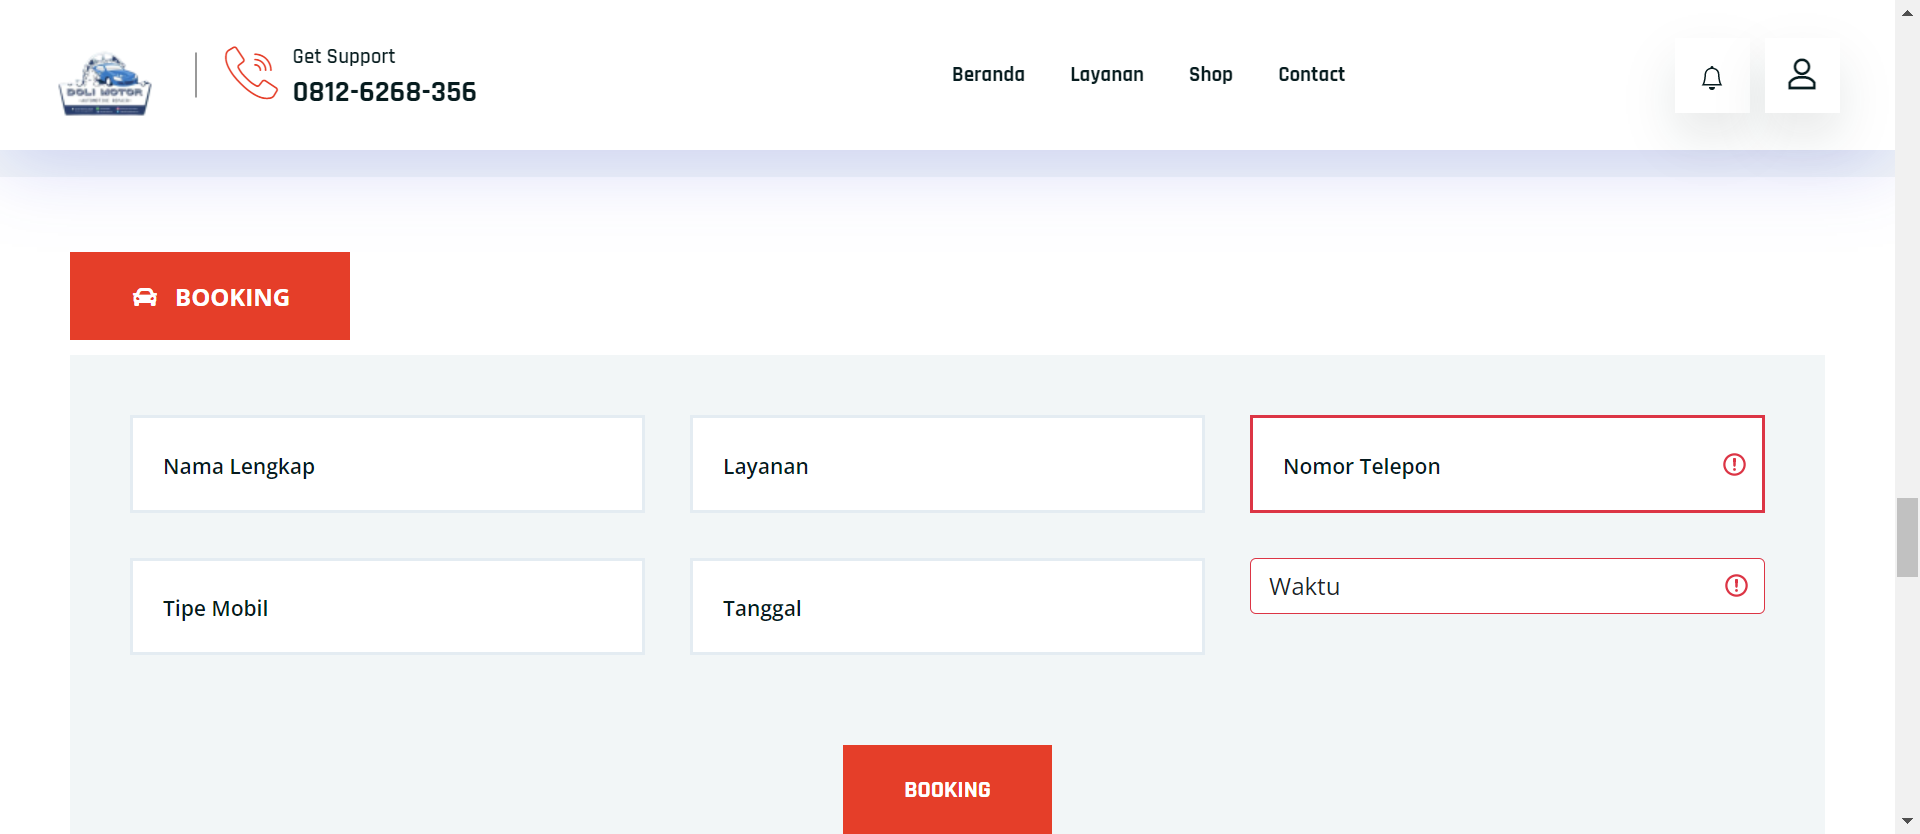 DOLI MOTOR
Get Support
0812-6268-356
Beranda
Layanan
Shop
Contact
BOOKING
Nama Lengkap
Layanan
Nomor Telepon
Tipe Mobil
Tanggal
Waktu
BOOKING